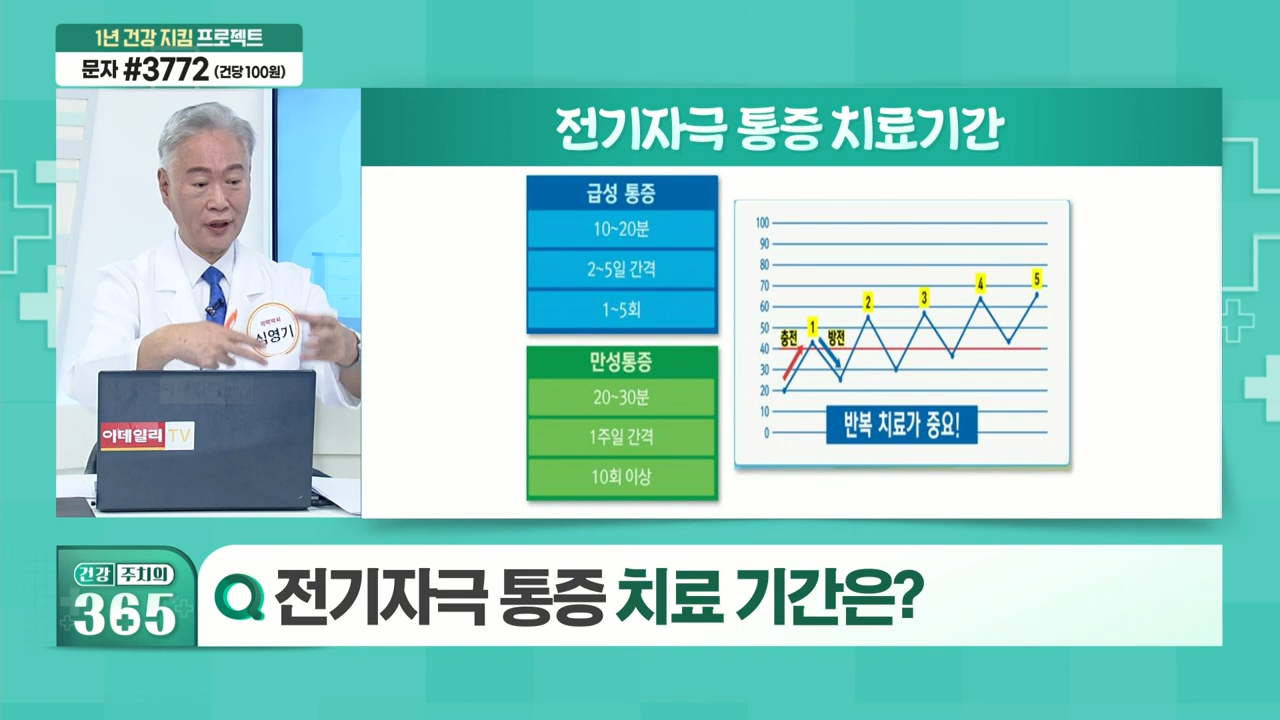 1년 건강 지킴 프로젝트
문자 #3772 (건당 100원)
전기자극 통증 치료기간
급성 통증
10~20분
2~5일 간격
1~5회
만성통증
20~30분
1주일 간격
10회 이상
100
90
80
70
60
50
40
30
20
10
0
충전
1
방전
2
3
4
5
반복 치료가 중요!
심영기
이데일리 TV
건강 주치의
365
Q 전기자극 통증 치료 기간은?